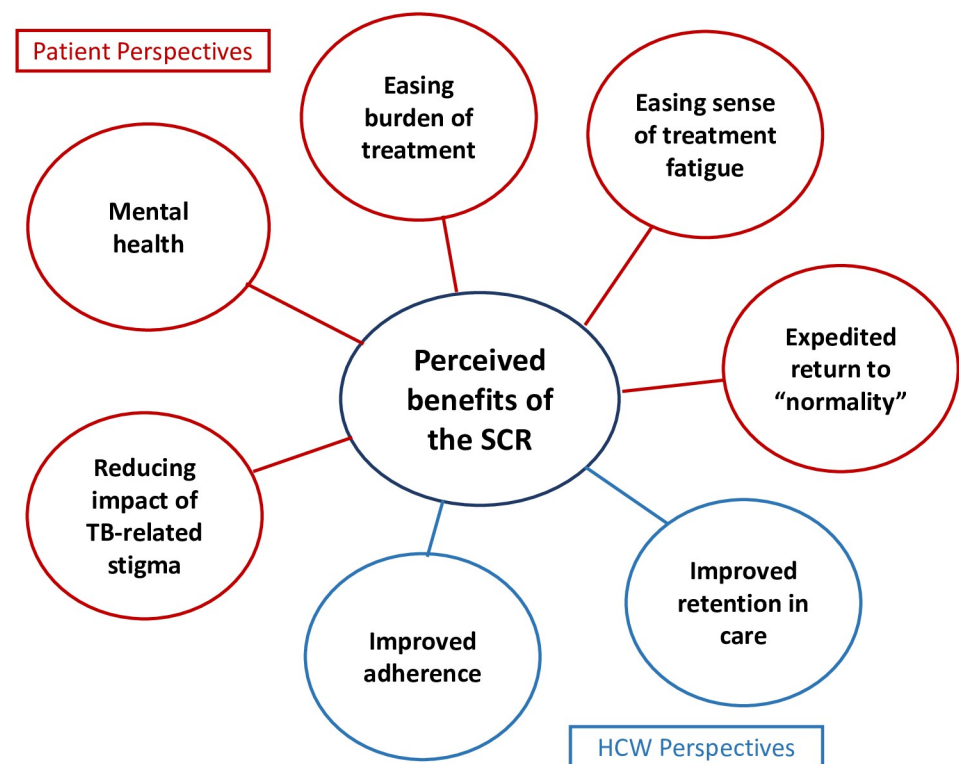 Patient Perspectives
Easing
burden of
treatment
Easing sense
of treatment
fatigue
Mental
health
Expedited
return to
“normality”
Perceived
benefits of
the SCR
Reducing
impact of
TB-related
stigma
Improved
retention in
care
Improved
adherence
HCW Perspectives